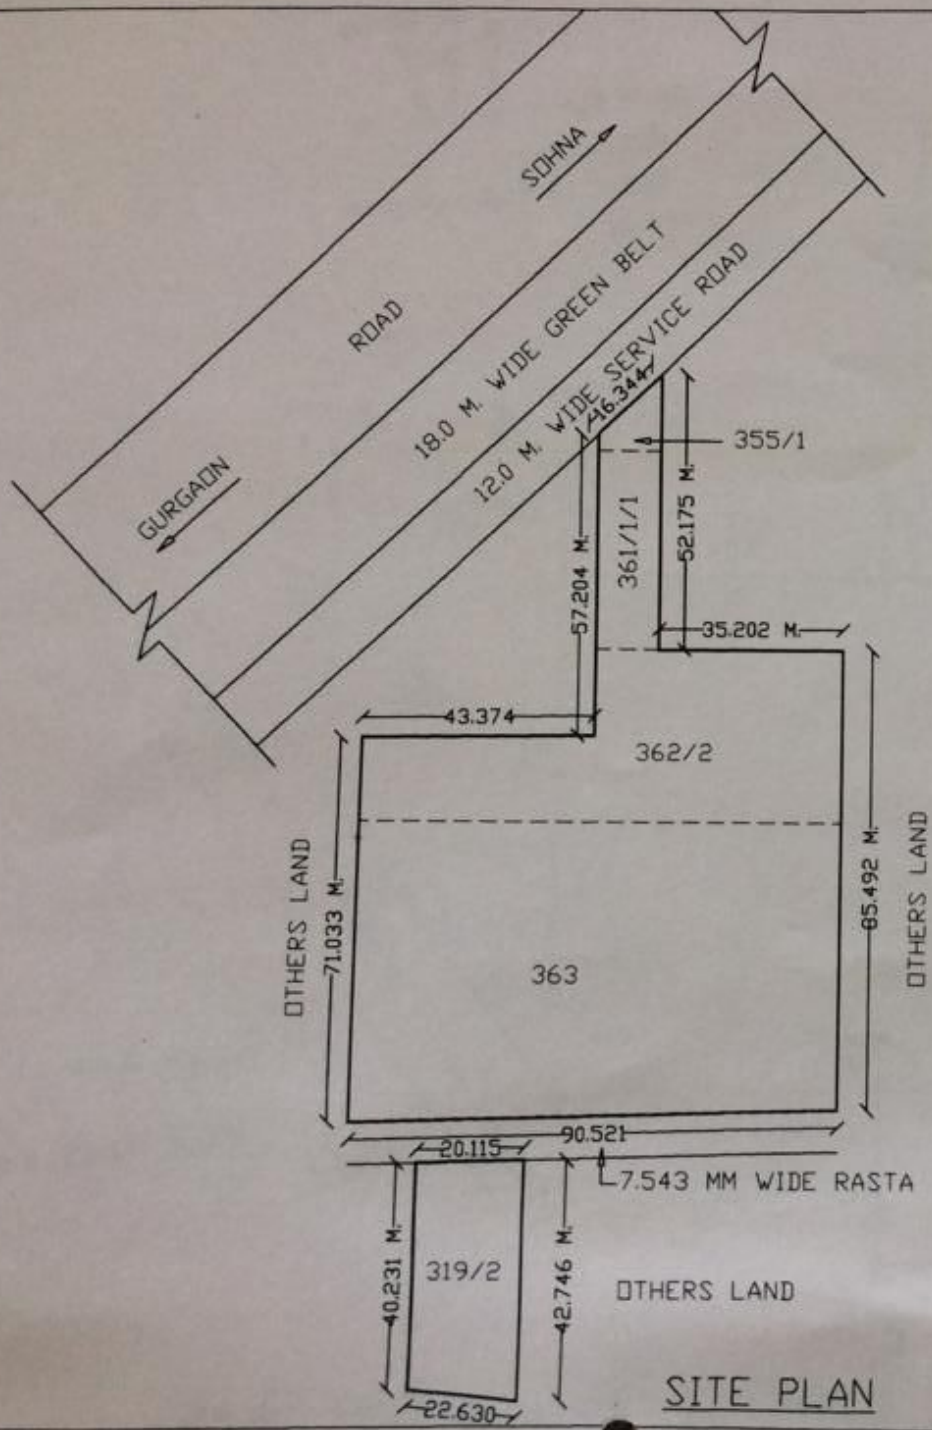 SOHNA
ROAD
GURGAON
18.0 M. WIDE GREEN BELT
12.0 M. WIDE SERVICE ROAD
16.344
355/1
361/1/1
57.204 M.
52.175 M.
35.202 M.
43.374
362/2
OTHERS LAND
71.033 M.
85.492 M.
OTHERS LAND
363
90.521
20.115
7.543 MM WIDE RASTA
40.231 M.
319/2
42.746 M.
OTHERS LAND
22.630
SITE PLAN